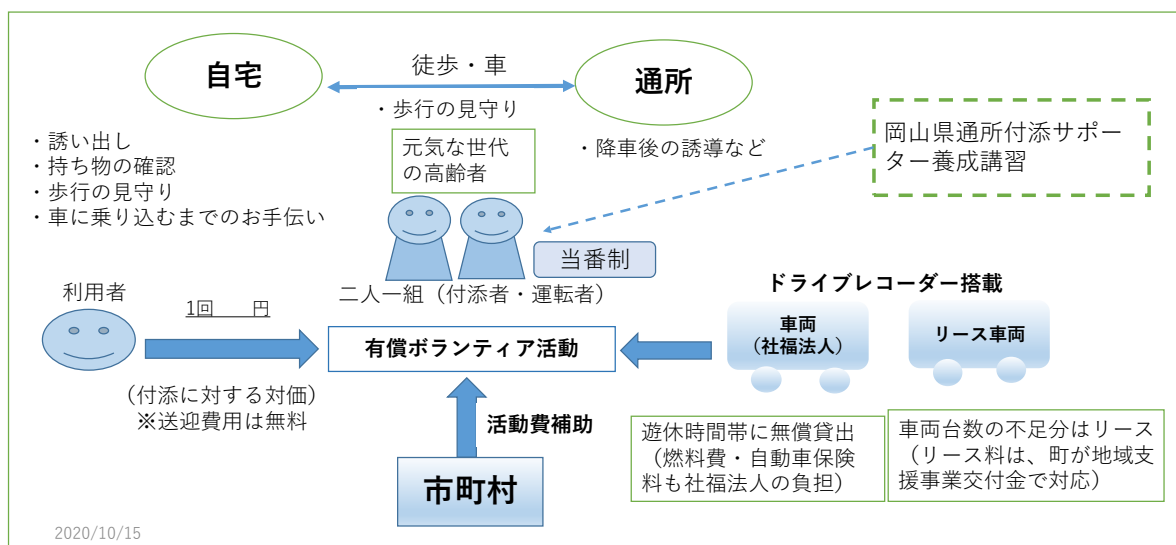 自宅
徒歩・車
通所
・歩行の見守り
・誘い出し
・持ち物の確認
・歩行の見守り
・車に乗り込むまでのお手伝い
元気な世代
の高齢者
・降車後の誘導など
岡山県通所付添サポー
ター養成講習
当番制
二人一組（付添者・運転者）
利用者
1回　　円
有償ボランティア活動
（付添に対する対価）
※送迎費用は無料
ドライブレコーダー搭載
車両
（社福法人）
リース車両
活動費補助
市町村
遊休時間帯に無償貸出
（燃料費・自動車保険
料も社福法人の負担）
車両台数の不足分はリース
（リース料は、町が地域支
援事業交付金で対応）
2020/10/15